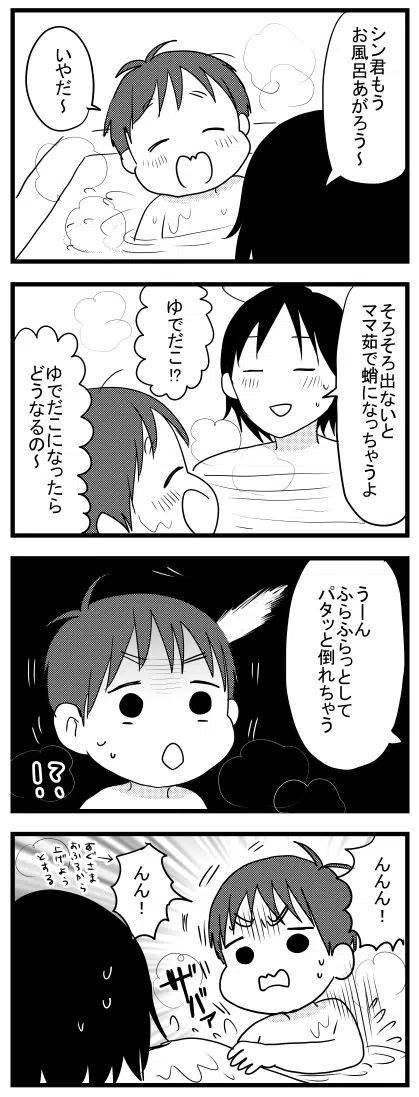 シン君もう
お風呂あがろう〜
いやだ〜
そろそろ出ないと
ママ茹で蛸になっちゃうよ
ゆでだこ!?
ゆでだこになったら
どうなるの〜
うーん
ふらふらっとして
パタッと倒れちゃう
!?
んんん!
んん!
すぐさま
おふろから
上げよう
とする
ザバァ